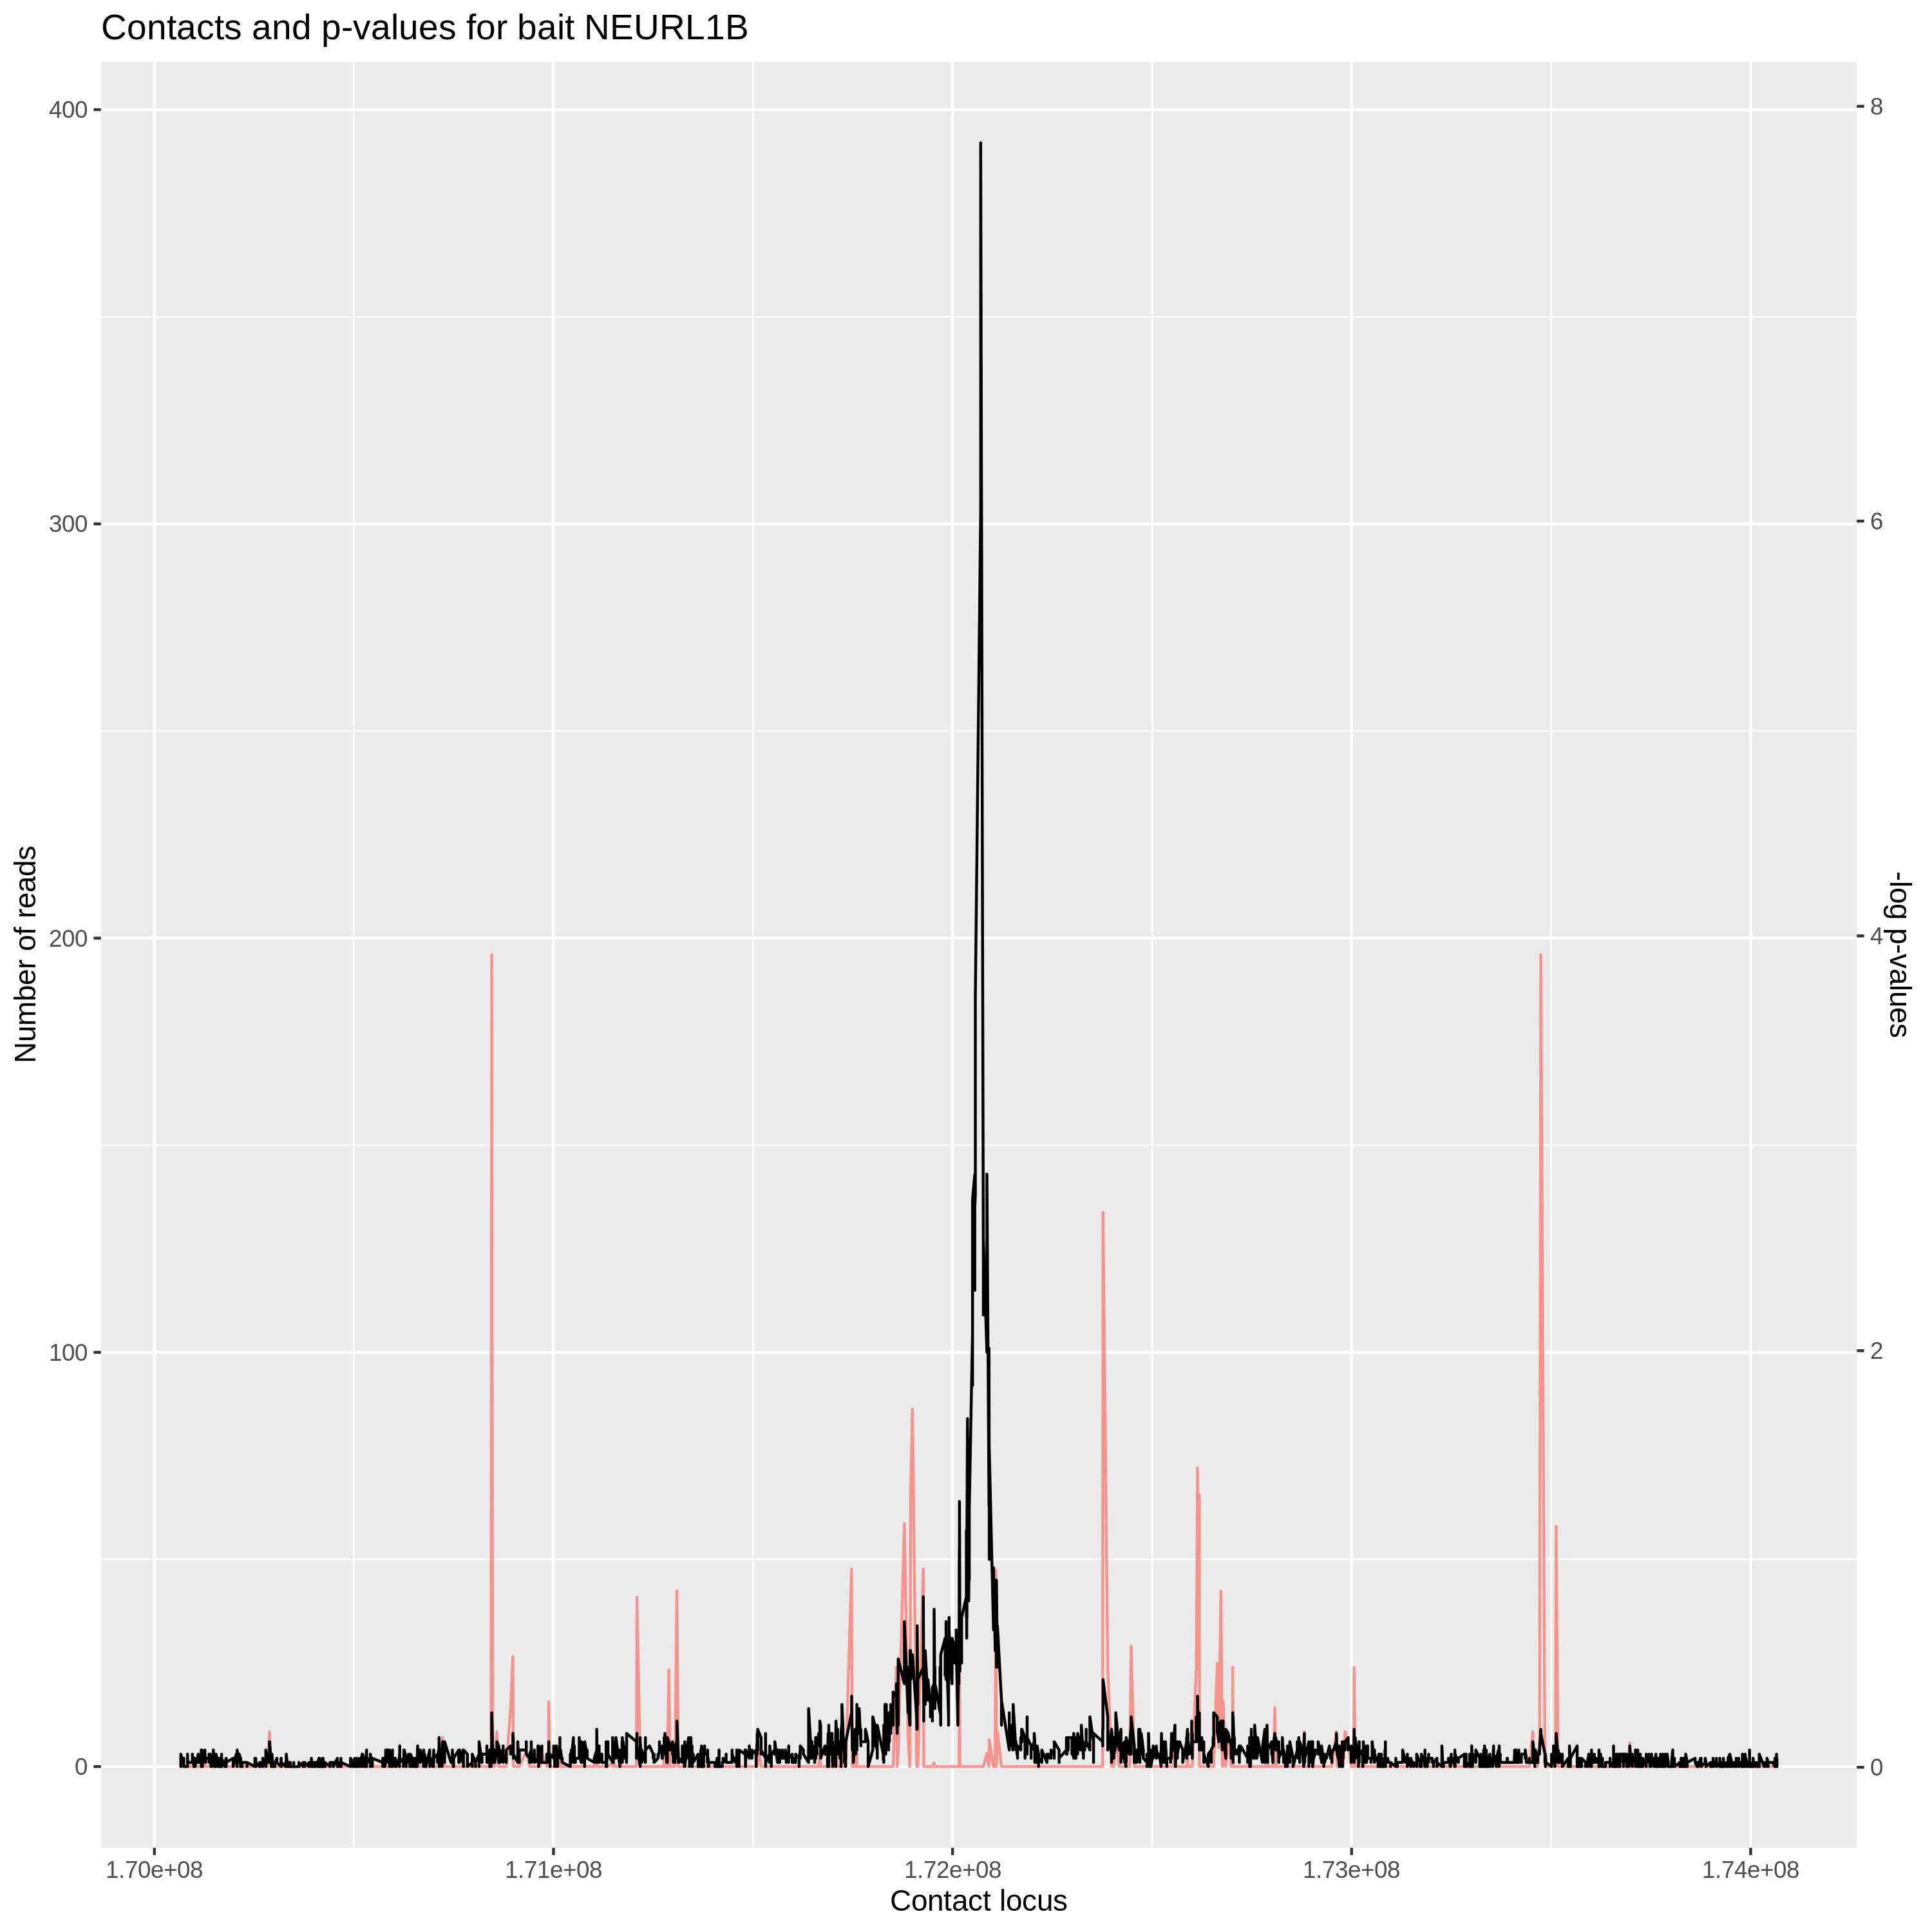 Contacts and p-values for bait NEURL1B
400
300
200
100
0
Number of reads
8
6
4
2
0
-log p-values
1.70e+08
1.71e+08
1.72e+08
1.73e+08
1.74e+08
Contact locus